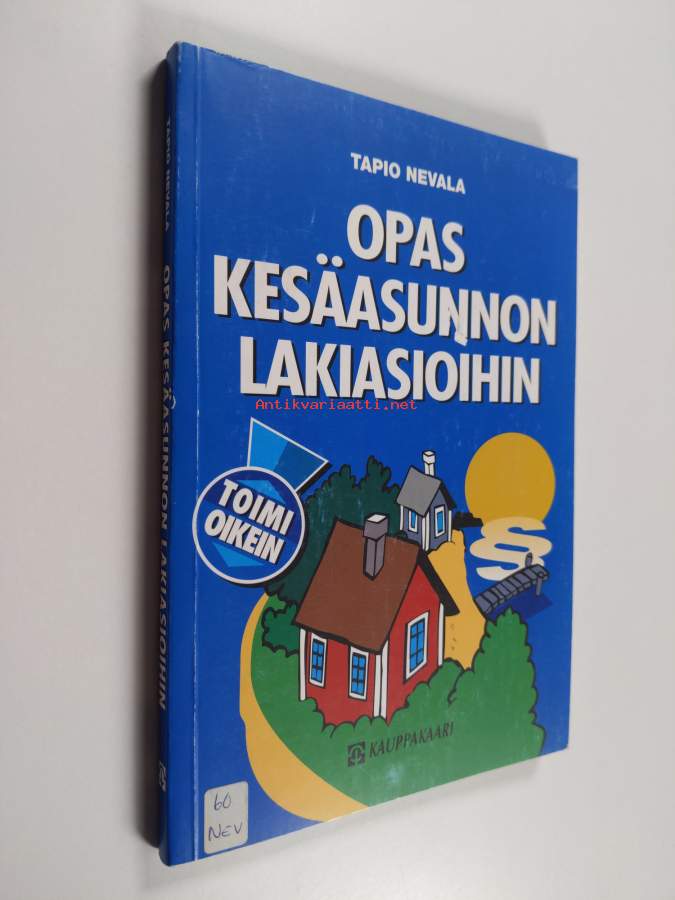 TAPIO NEVALA
OPAS
KESÄASUNNON
LAKIASIOIHIN
Antikvariaatti.net
TOIMI
OIKEIN
§
KAUPPAKAARI
TAPIO NEVALA OPAS KESÄASUNNON LAKIASIOIHIN
60
NEV